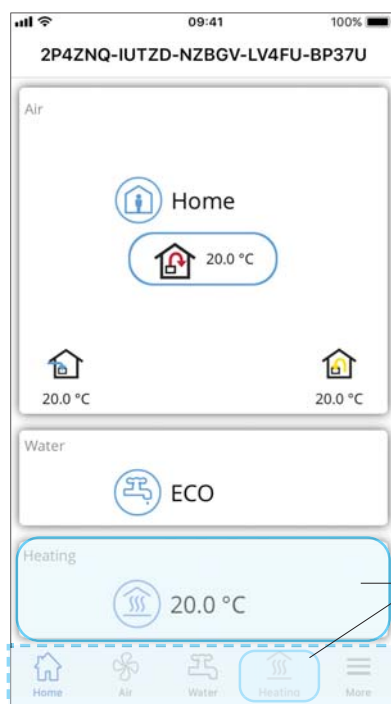 09:41
100%
2P4ZNQ-IUTZD-NZBGV-LV4FU-BP37U
Air
Home
20.0 °C
20.0 °C
20.0 °C
Water
ECO
Heating
20.0 °C
Home
Air
Water
Heating
More